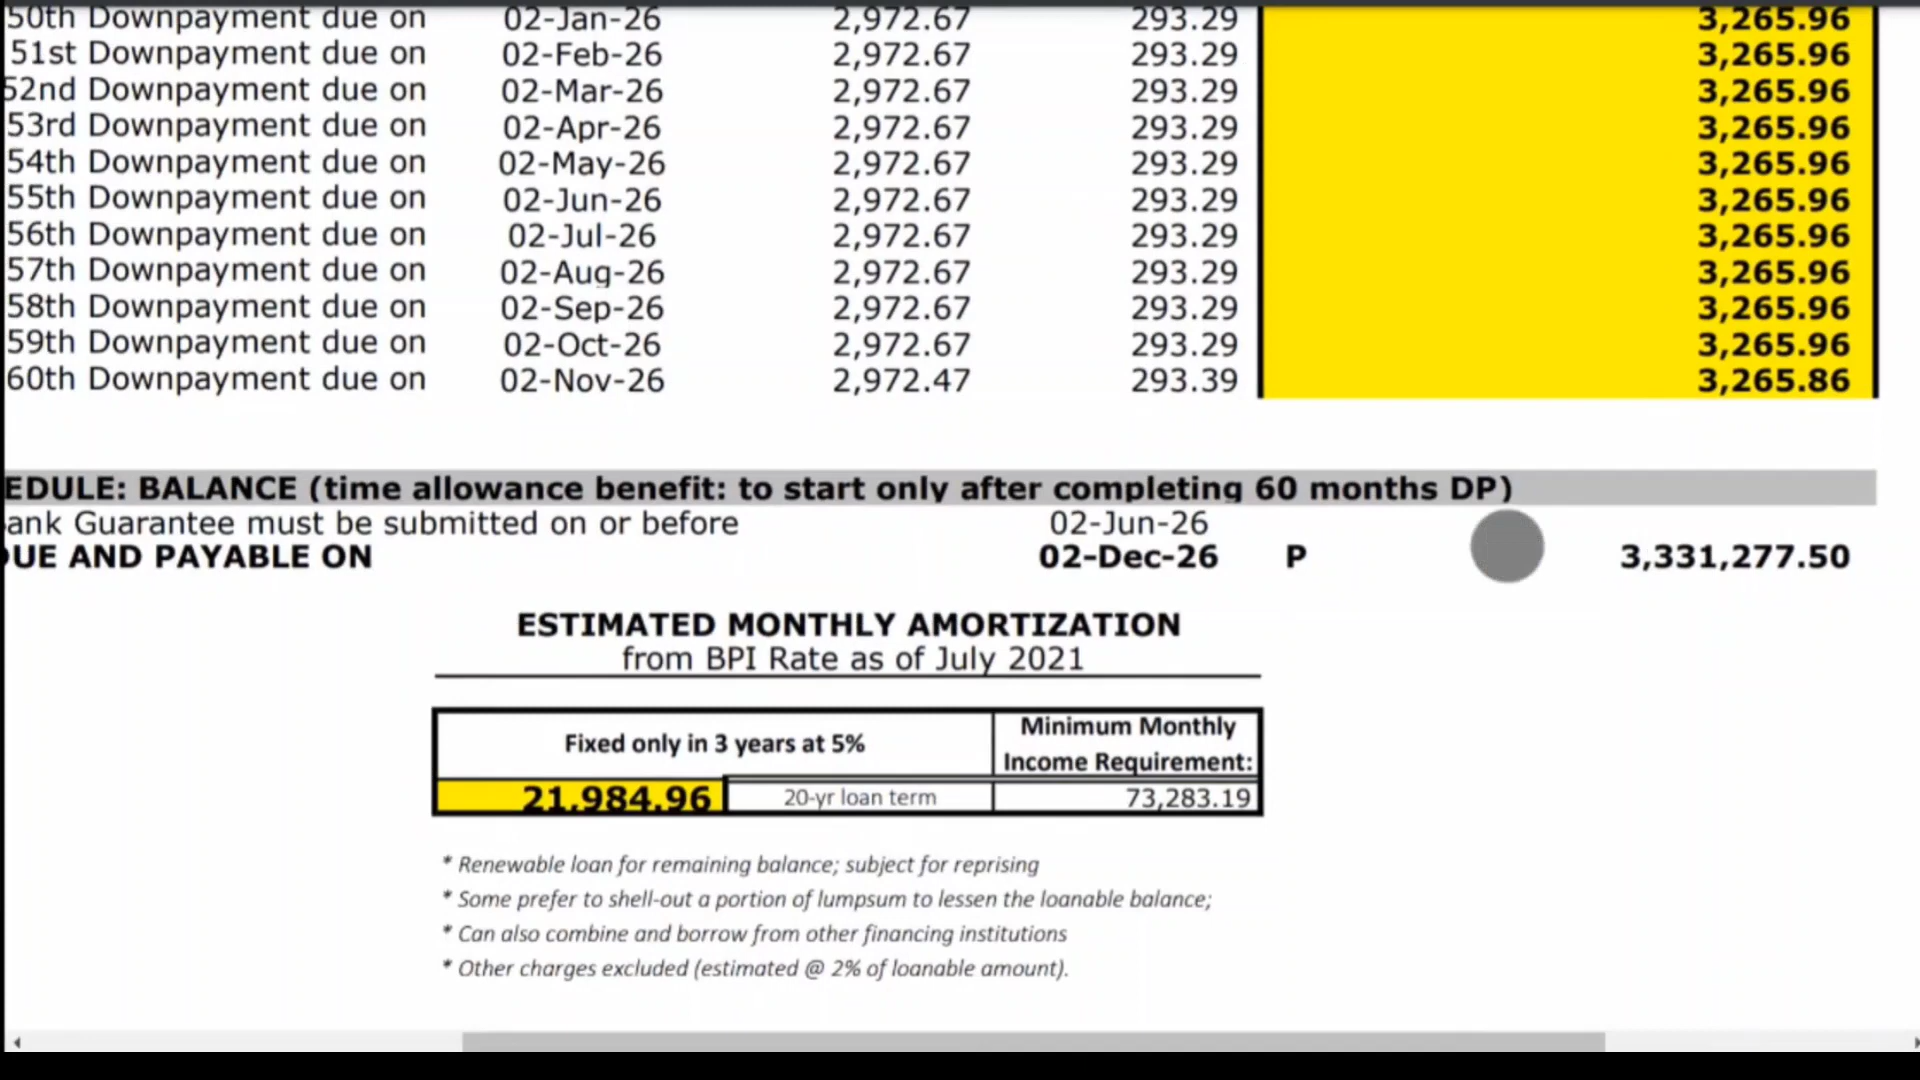 50th Downpayment due on 02-Jan-26 2,972.67 293.29 3,265.96
51st Downpayment due on 02-Feb-26 2,972.67 293.29 3,265.96
52nd Downpayment due on 02-Mar-26 2,972.67 293.29 3,265.96
53rd Downpayment due on 02-Apr-26 2,972.67 293.29 3,265.96
54th Downpayment due on 02-May-26 2,972.67 293.29 3,265.96
55th Downpayment due on 02-Jun-26 2,972.67 293.29 3,265.96
56th Downpayment due on 02-Jul-26 2,972.67 293.29 3,265.96
57th Downpayment due on 02-Aug-26 2,972.67 293.29 3,265.96
58th Downpayment due on 02-Sep-26 2,972.67 293.29 3,265.96
59th Downpayment due on 02-Oct-26 2,972.67 293.29 3,265.96
60th Downpayment due on 02-Nov-26 2,972.47 293.39 3,265.86
EDULE: BALANCE (time allowance benefit: to start only after completing 60 months DP)
ank Guarantee must be submitted on or before 02-Jun-26
UE AND PAYABLE ON 02-Dec-26 P 3,331,277.50
ESTIMATED MONTHLY AMORTIZATION
from BPI Rate as of July 2021
Fixed only in 3 years at 5% Minimum Monthly
Income Requirement:
21,984.96 20-yr loan term 73,283.19
* Renewable loan for remaining balance; subject for reprising
* Some prefer to shell-out a portion of lumpsum to lessen the loanable balance;
* Can also combine and borrow from other financing institutions
* Other charges excluded (estimated @ 2% of loanable amount).